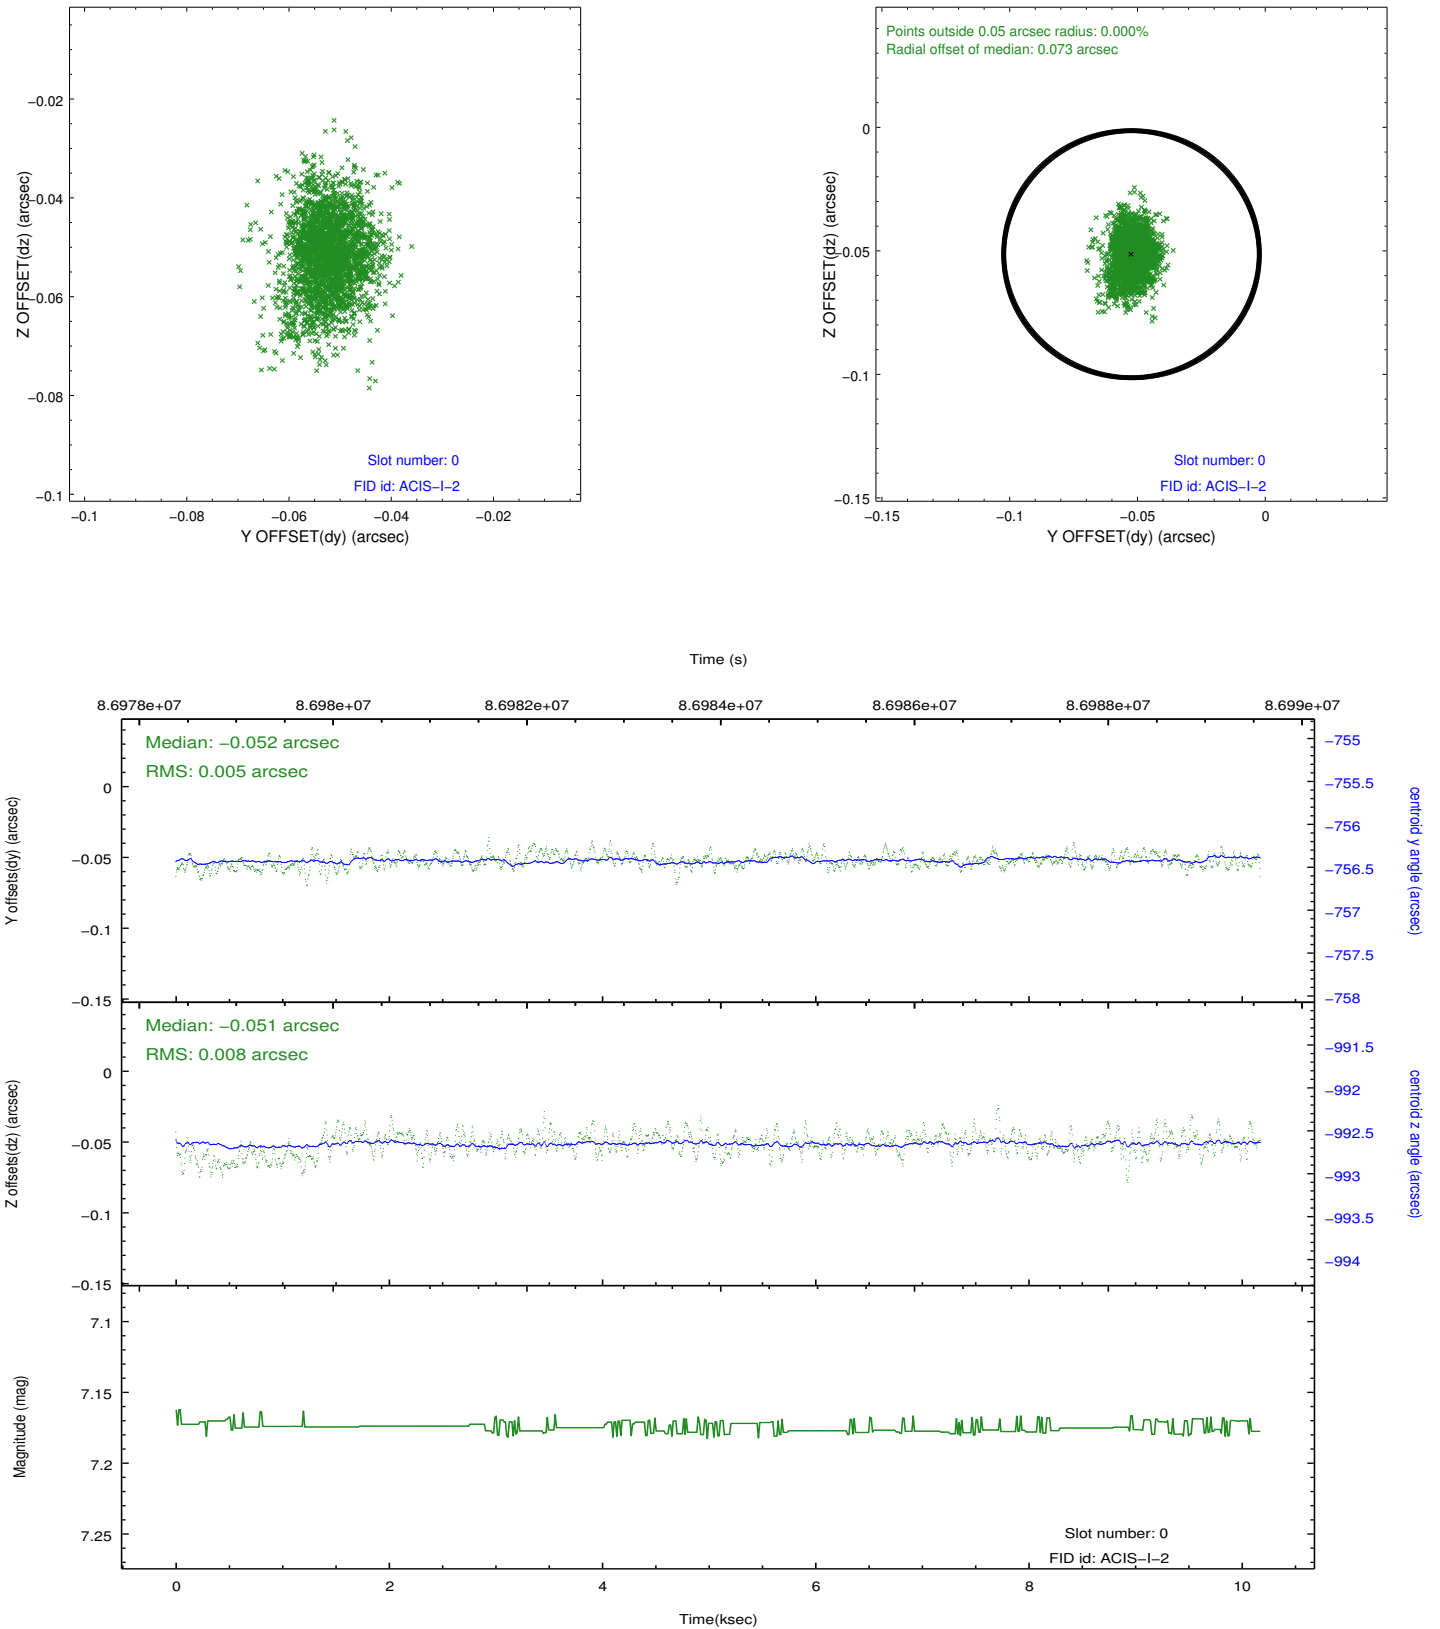 −0.02
−0.04
−0.06
−0.08
−0.1
Z OFFSET(dz) (arcsec)
Slot number: 0
FID id: ACIS−I−2
−0.1
−0.08
−0.06
−0.04
−0.02
Y OFFSET(dy) (arcsec)
Points outside 0.05 arcsec radius: 0.000%
Radial offset of median: 0.073 arcsec
0
−0.05
−0.1
−0.15
Z OFFSET(dz) (arcsec)
Slot number: 0
FID id: ACIS−I−2
−0.15
−0.1
−0.05
0
Y OFFSET(dy) (arcsec)
Time (s)
8.6978e+07
8.698e+07
8.6982e+07
8.6984e+07
8.6986e+07
8.6988e+07
8.699e+07
Median: −0.052 arcsec
RMS: 0.005 arcsec
0
−0.05
−0.1
−0.15
Y offsets(dy) (arcsec)
−755
−755.5
−756
−756.5
−757
−757.5
−758
centroid y angle (arcsec)
Median: −0.051 arcsec
RMS: 0.008 arcsec
0
−0.05
−0.1
−0.15
Z offsets(dz) (arcsec)
−991.5
−992
−992.5
−993
−993.5
−994
centroid z angle (arcsec)
7.1
7.15
7.2
7.25
Magnitude (mag)
Slot number: 0
FID id: ACIS−I−2
0
2
4
6
8
10
Time(ksec)